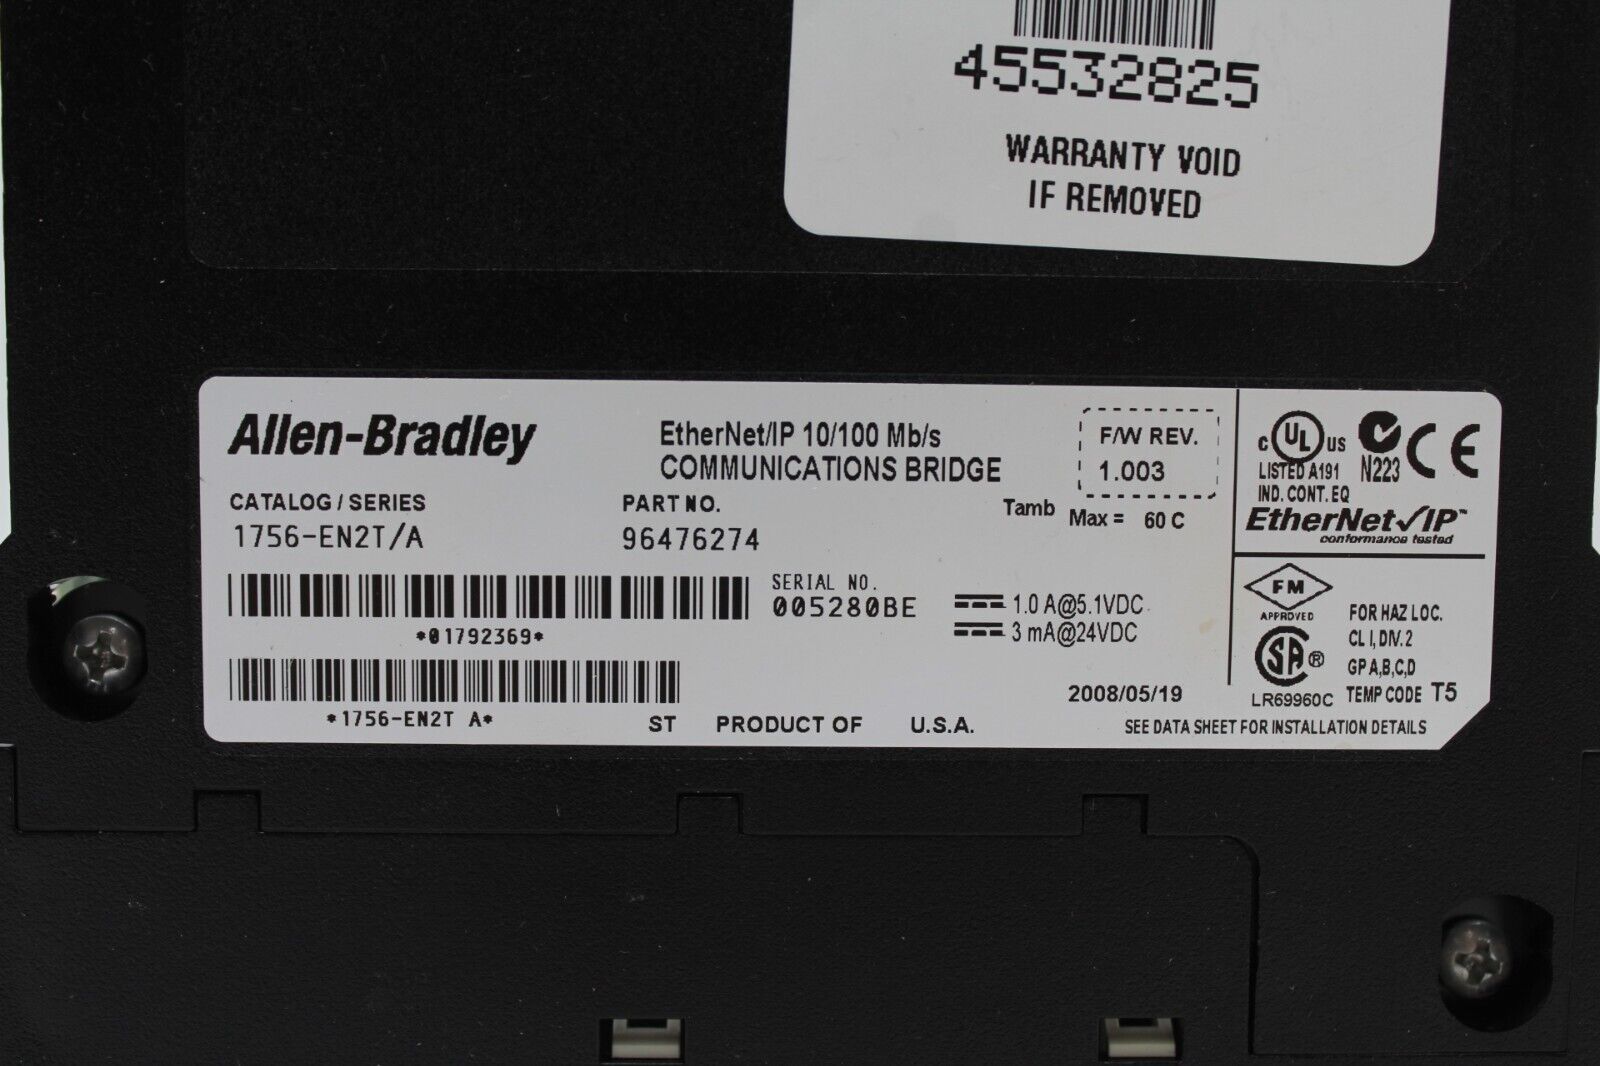 45532825
WARRANTY VOID
IF REMOVED
Allen-Bradley
EtherNet/IP 10/100 Mb/s
COMMUNICATIONS BRIDGE
F/W REV.
1.003
CATALOG / SERIES
1756-EN2T/A
PART NO.
96476274
Tamb Max = 60 C
*01792369*
SERIAL NO.
005280BE
1.0 A@5.1VDC
3 mA@24VDC
*1756-EN2T A*
ST PRODUCT OF U.S.A.
2008/05/19
C UL US
LISTED A191
IND. CONT. EQ
N223
CE
EtherNet/IP™
conformance tested
FM
APPROVED
SA®
LR69960C
FOR HAZ LOC.
CL I, DIV. 2
GP A,B,C,D
TEMP CODE T5
SEE DATA SHEET FOR INSTALLATION DETAILS